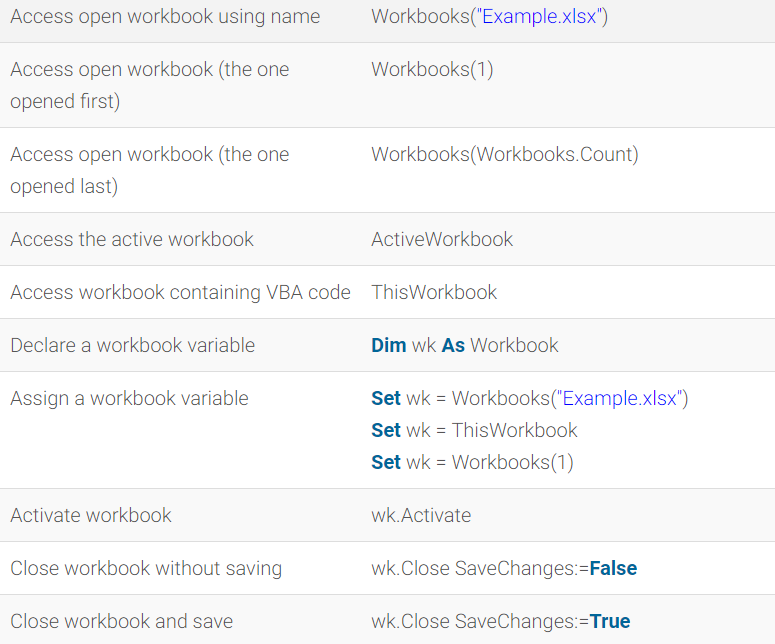 Access open workbook using name Workbooks("Example.xlsx")
Access open workbook (the one Workbooks(1)
opened first)
Access open workbook (the one Workbooks(Workbooks.Count)
opened last)
Access the active workbook ActiveWorkbook
Access workbook containing VBA code ThisWorkbook
Declare a workbook variable Dim wk As Workbook
Assign a workbook variable Set wk = Workbooks("Example.xlsx")
Set wk = ThisWorkbook
Set wk = Workbooks(1)
Activate workbook wk.Activate
Close workbook without saving wk.Close SaveChanges:=False
Close workbook and save wk.Close SaveChanges:=True